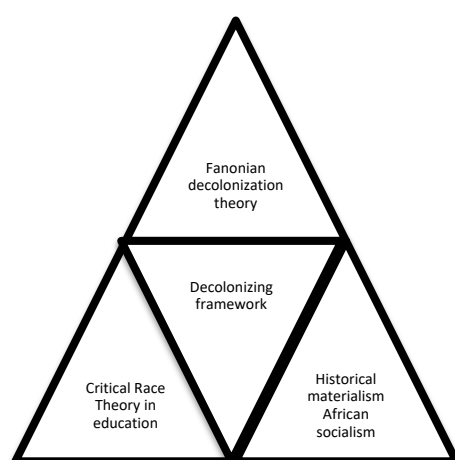 Fanonian
decolonization
theory
Decolonizing
framework
Critical Race
Theory in
education
Historical
materialism
African
socialism